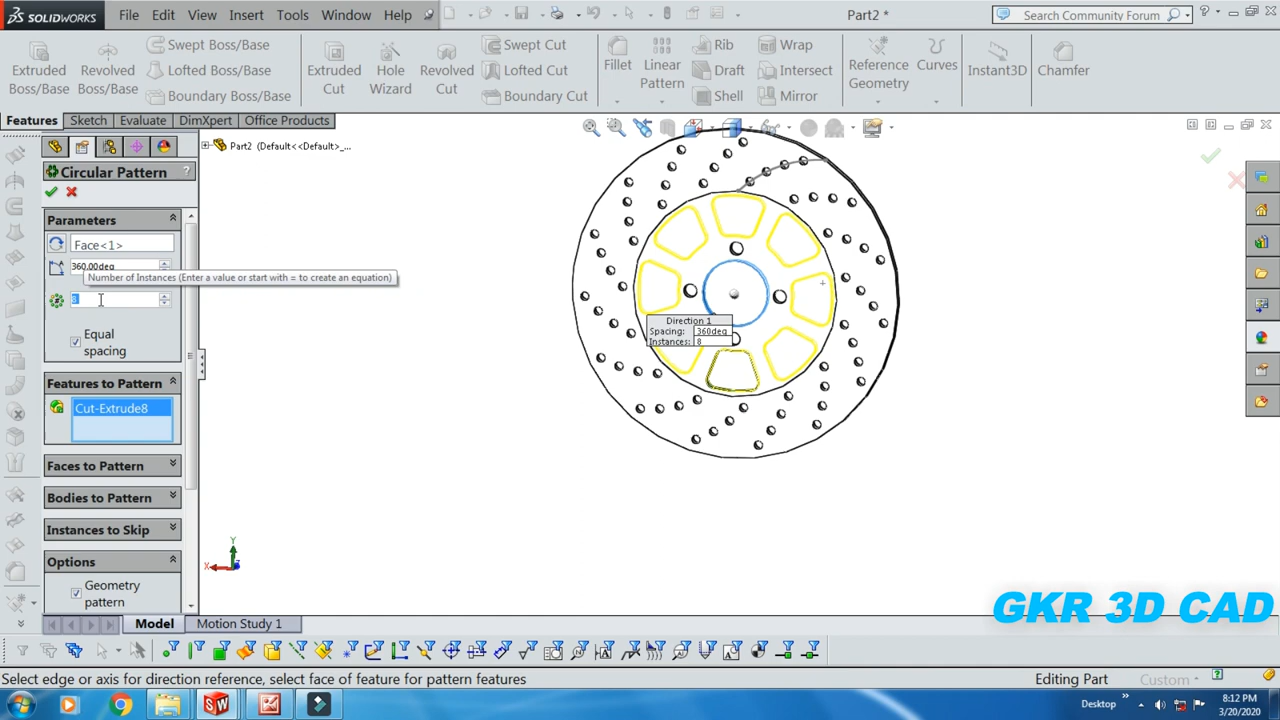 SOLIDWORKS File Edit View Insert Tools Window Help Part2 * Search Community Forum
Extruded Boss/Base Revolved Boss/Base Swept Boss/Base Lofted Boss/Base Boundary Boss/Base Extruded Cut Hole Wizard Revolved Cut Swept Cut Lofted Cut Boundary Cut Fillet Linear Pattern Rib Draft Shell Wrap Intersect Mirror Reference Geometry Curves Instant3D Chamfer
Features Sketch Evaluate DimXpert Office Products
Part2 (Default<<Default>_...
Circular Pattern ?
Parameters
Face<1>
360.00deg
Number of Instances (Enter a value or start with = to create an equation)
8
Equal spacing
Direction 1
Spacing: 360deg
Instances: 8
Features to Pattern
Cut-Extrude8
Faces to Pattern
Bodies to Pattern
Instances to Skip
Options
Geometry pattern
Y
X
Z
GKR 3D CAD
Model Motion Study 1
Select edge or axis for direction reference, select face of feature for pattern features Editing Part Custom
Desktop 8:12 PM
3/20/2020